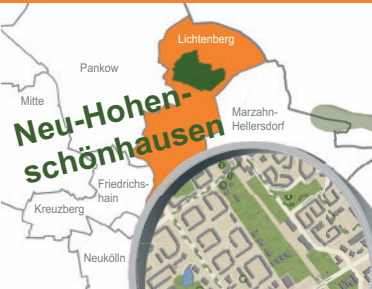 Lichtenberg
Pankow
Mitte
Neu-Hohen-
schönhausen
Marzahn-
Hellersdorf
Friedrichs-
hain
Kreuzberg
Neukölln